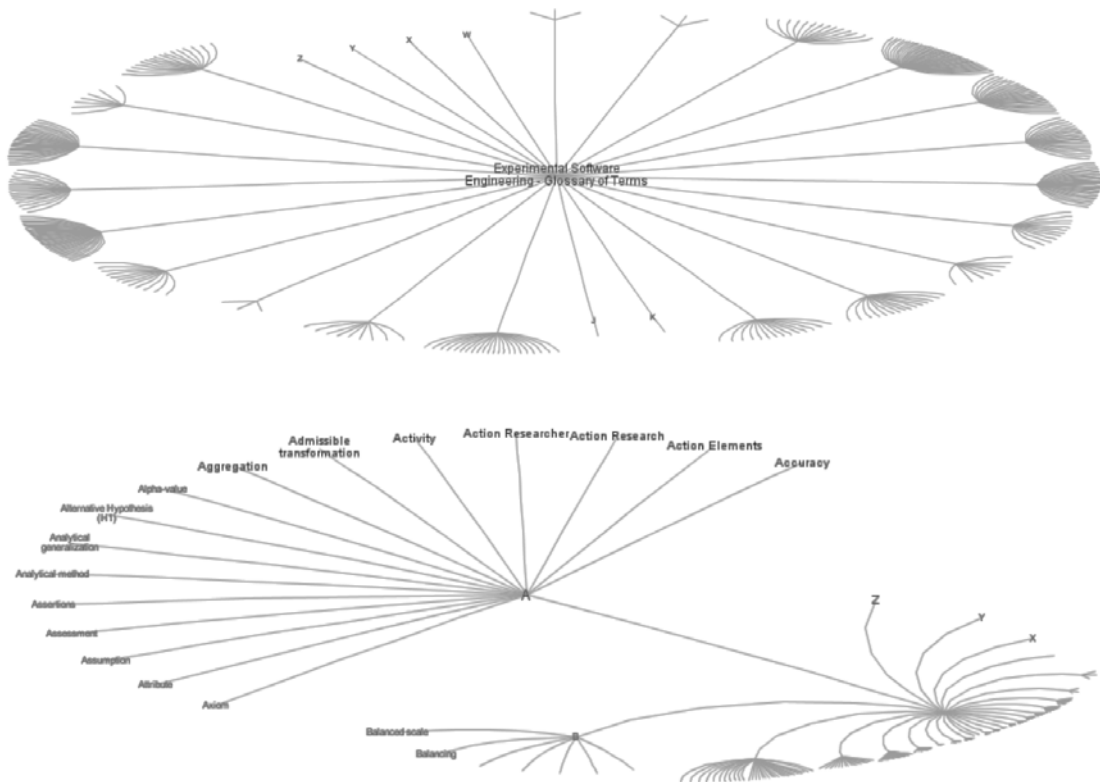 W
X
Y
Z
Experimental Software
Engineering - Glossary of Terms
J
K
Action Researcher
Action Research
Activity
Admissible
transformation
Action Elements
Accuracy
Aggregation
Alpha-value
Alternative Hypothesis
(HT)
Analytical
generalization
Analytical method
Assertions
Assessment
Assumption
Attribute
Axiom
A
Z
Y
X
Balanced scale
Balancing
B